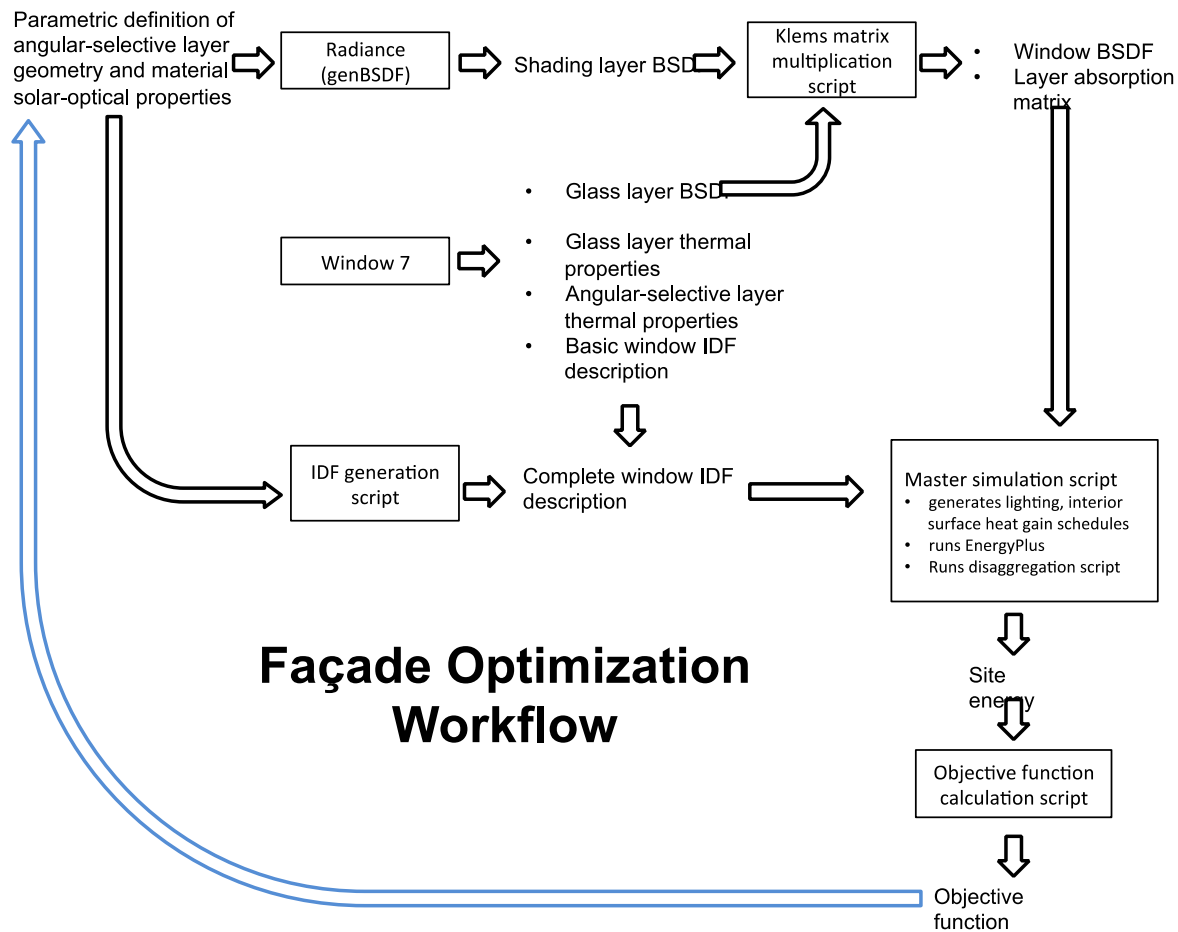 Parametric definition of
angular-selective layer
geometry and material
solar-optical properties
Radiance
(genBSDF)
Shading layer BSD
Klems matrix
multiplication
script
• Window BSDF
• Layer absorption
matrix
• Glass layer BSD
Window 7
• Glass layer thermal
properties
• Angular-selective layer
thermal properties
• Basic window IDF
description
IDF generation
script
Complete window IDF
description
Master simulation script
• generates lighting, interior
surface heat gain schedules
• runs EnergyPlus
• Runs disaggregation script
Façade Optimization
Workflow
Site
energy
Objective function
calculation script
Objective
function